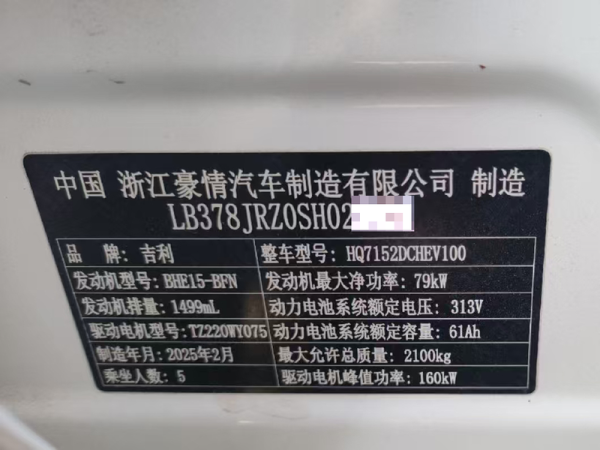 中国 浙江豪情汽车制造有限公司 制造
LB378JRZ0SH02
品 牌: 吉利 整车型号: HQ7152DCHEV100
发动机型号: BHE15-BFN 发动机最大净功率: 79kW
发动机排量: 1499mL 动力电池系统额定电压: 313V
驱动电机型号: TZ220WY075 动力电池系统额定容量: 61Ah
制造年月: 2025年2月 最大允许总质量: 2100kg
乘坐人数: 5 驱动电机峰值功率: 160kW